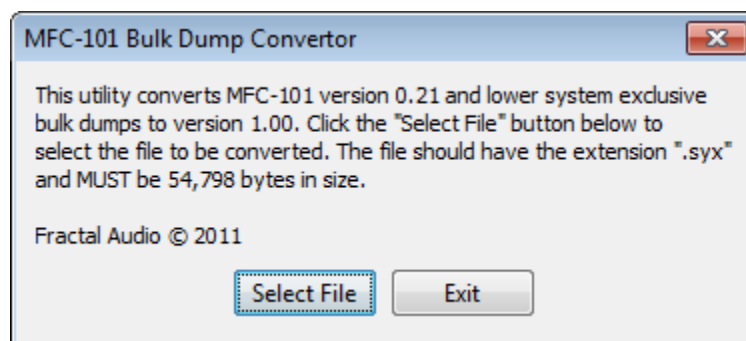 MFC-101 Bulk Dump Convertor
This utility converts MFC-101 version 0.21 and lower system exclusive
bulk dumps to version 1.00. Click the "Select File" button below to
select the file to be converted. The file should have the extension ".syx"
and MUST be 54,798 bytes in size.
Fractal Audio © 2011
Select File Exit